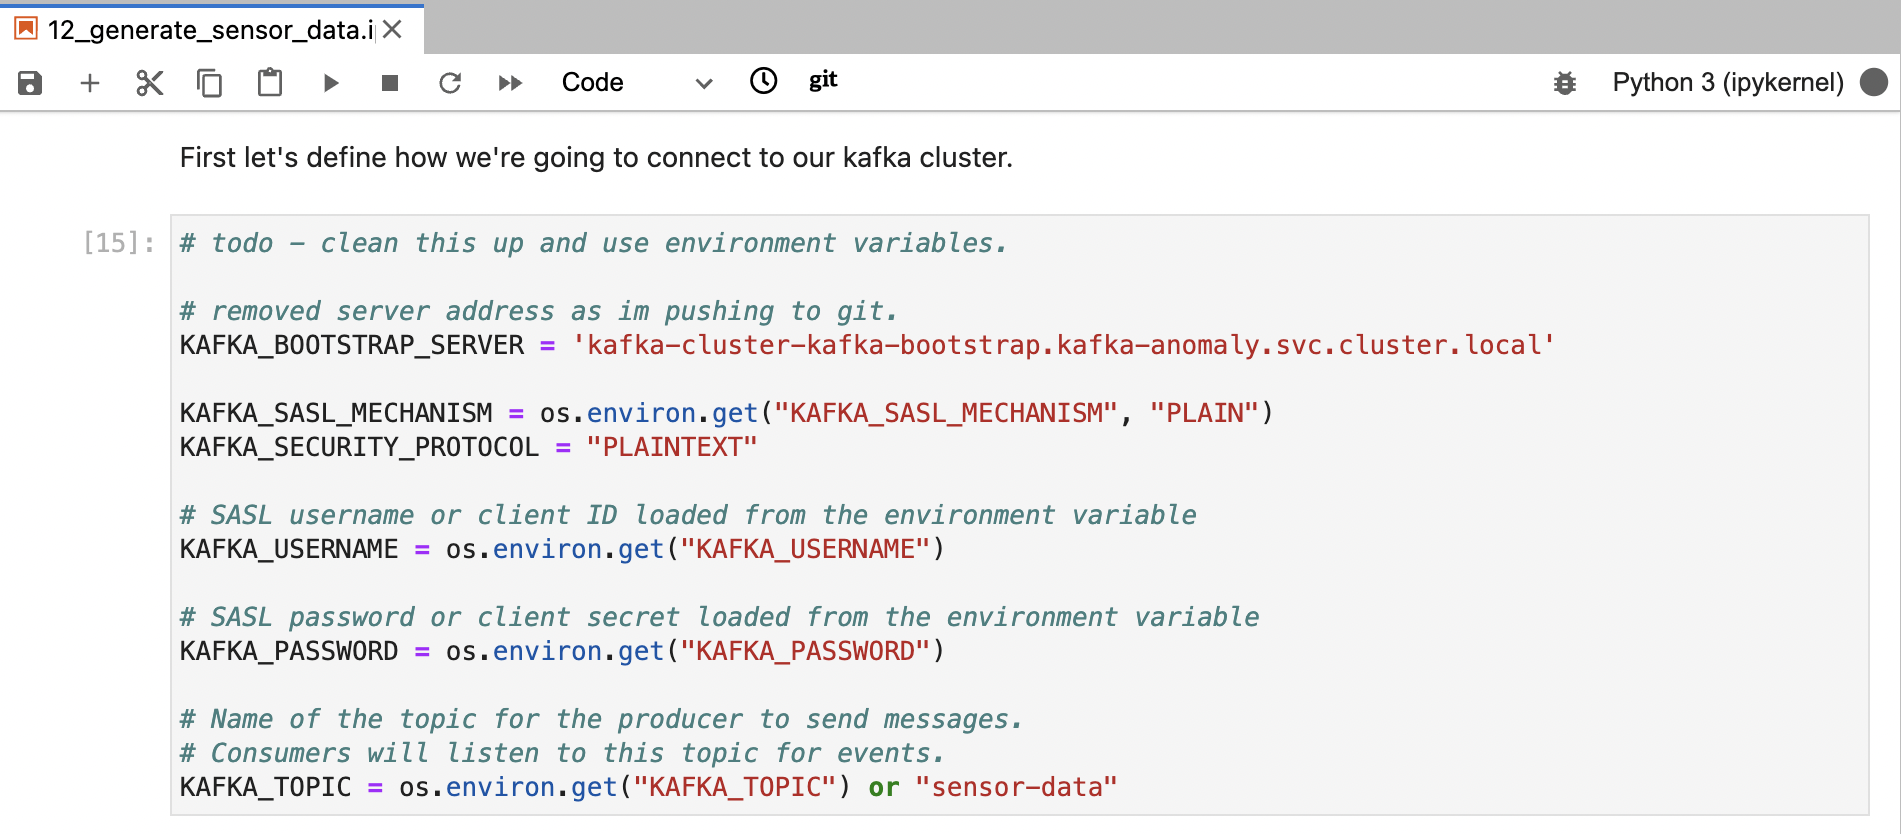 12_generate_sensor_data.i
Code
git
Python 3 (ipykernel)
First let's define how we're going to connect to our kafka cluster.
[15]:
# todo - clean this up and use environment variables.
# removed server address as im pushing to git.
KAFKA_BOOTSTRAP_SERVER = 'kafka-cluster-kafka-bootstrap.kafka-anomaly.svc.cluster.local'
KAFKA_SASL_MECHANISM = os.environ.get("KAFKA_SASL_MECHANISM", "PLAIN")
KAFKA_SECURITY_PROTOCOL = "PLAINTEXT"
# SASL username or client ID loaded from the environment variable
KAFKA_USERNAME = os.environ.get("KAFKA_USERNAME")
# SASL password or client secret loaded from the environment variable
KAFKA_PASSWORD = os.environ.get("KAFKA_PASSWORD")
# Name of the topic for the producer to send messages.
# Consumers will listen to this topic for events.
KAFKA_TOPIC = os.environ.get("KAFKA_TOPIC") or "sensor-data"